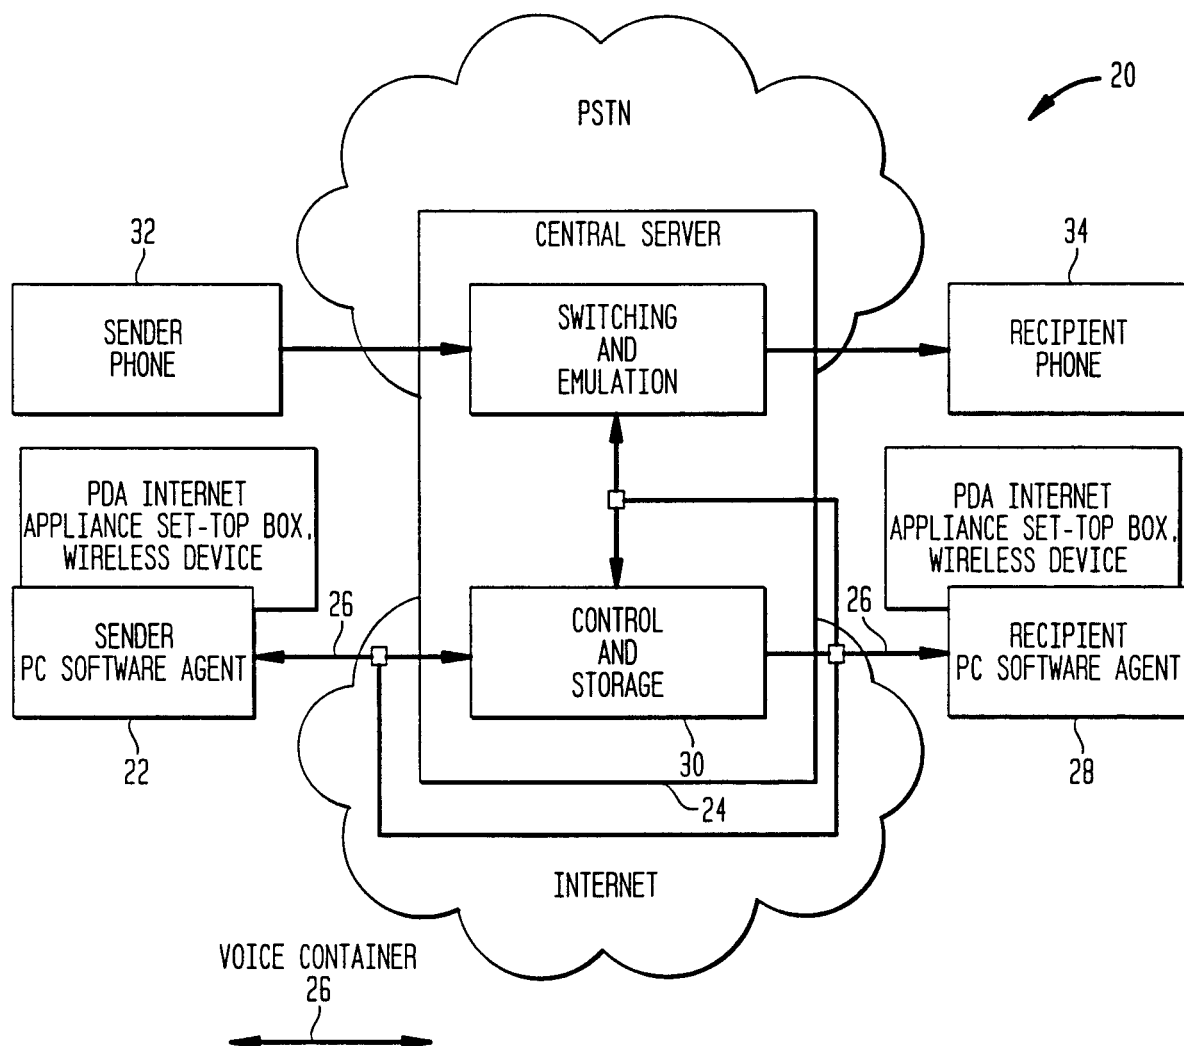 PSTN
20
CENTRAL SERVER
32
34
SENDER
PHONE
SWITCHING
AND
EMULATION
RECIPIENT
PHONE
PDA INTERNET
APPLIANCE SET-TOP BOX,
WIRELESS DEVICE
PDA INTERNET
APPLIANCE SET-TOP BOX,
WIRELESS DEVICE
SENDER
PC SOFTWARE AGENT
26
CONTROL
AND
STORAGE
26
RECIPIENT
PC SOFTWARE AGENT
22
30
28
24
INTERNET
VOICE CONTAINER
26